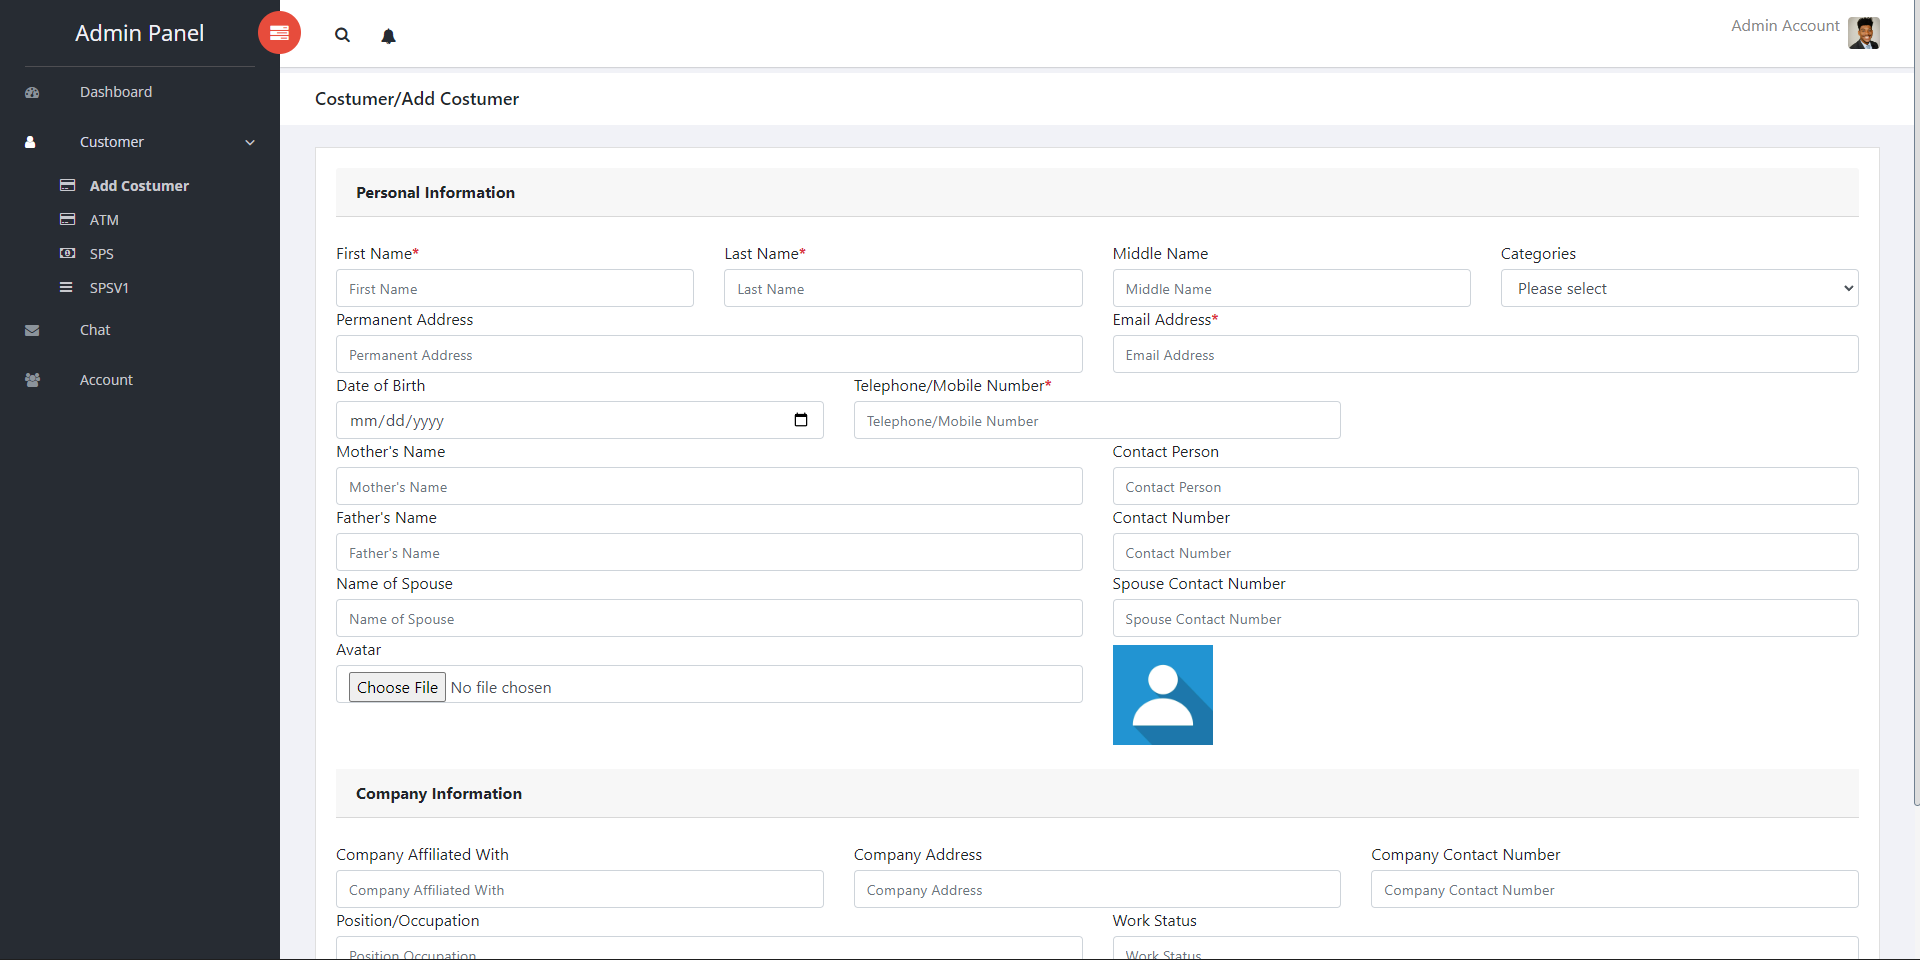 Admin Panel
Admin Account
Dashboard
Costumer/Add Costumer
Customer
Add Costumer
ATM
SPS
SPSV1
Chat
Account
Personal Information
First Name* Last Name* Middle Name Categories
First Name Last Name Middle Name Please select
Permanent Address Email Address*
Permanent Address Email Address
Date of Birth Telephone/Mobile Number*
mm/dd/yyyy Telephone/Mobile Number
Mother's Name Contact Person
Mother's Name Contact Person
Father's Name Contact Number
Father's Name Contact Number
Name of Spouse Spouse Contact Number
Name of Spouse Spouse Contact Number
Avatar
Choose File No file chosen
Company Information
Company Affiliated With Company Address Company Contact Number
Company Affiliated With Company Address Company Contact Number
Position/Occupation Work Status
Position Occupation Work Status